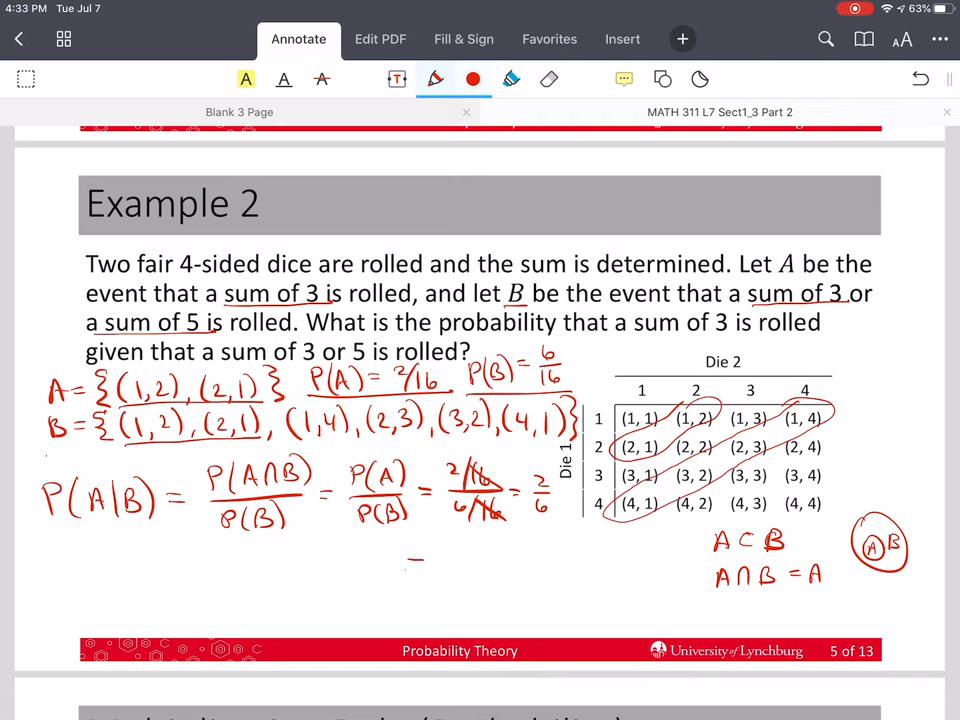 4:33 PM Tue Jul 7
63%
Annotate Edit PDF Fill & Sign Favorites Insert
Blank 3 Page
MATH 311 L7 Sect1_3 Part 2
Example 2
Two fair 4-sided dice are rolled and the sum is determined. Let A be the
event that a sum of 3 is rolled, and let B be the event that a sum of 3 or
a sum of 5 is rolled. What is the probability that a sum of 3 is rolled
given that a sum of 3 or 5 is rolled?
A = {(1,2), (2,1)} P(A) = 2/16 P(B) = 6/16
B = {(1,2), (2,1), (1,4), (2,3), (3,2), (4,1)}
P(A|B) = P(A∩B)/P(B) = P(A)/P(B) = 2/16 / 6/16 = 2/6
=
Die 2
1 2 3 4
Die 1
1 (1, 1) (1, 2) (1, 3) (1, 4)
2 (2, 1) (2, 2) (2, 3) (2, 4)
3 (3, 1) (3, 2) (3, 3) (3, 4)
4 (4, 1) (4, 2) (4, 3) (4, 4)
A ⊂ B
A∩B = A
A B
Probability Theory
University of Lynchburg
5 of 13